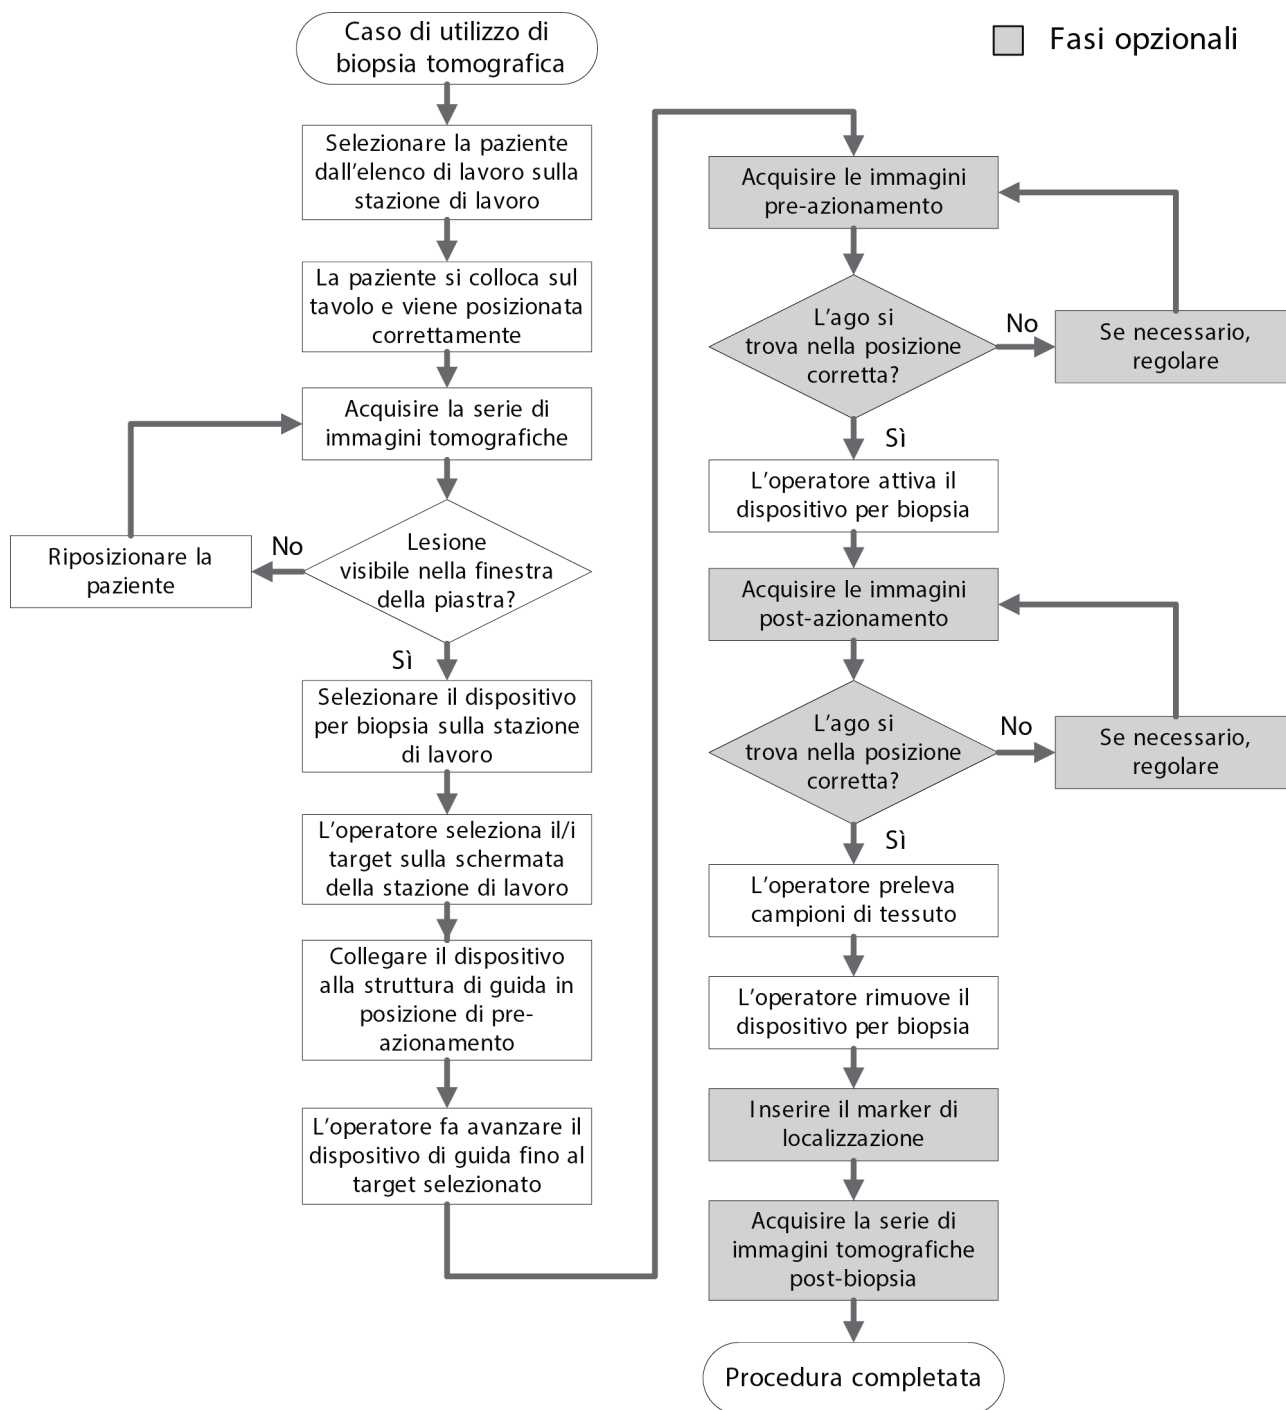 Caso di utilizzo di
biopsia tomografica
Selezionare la paziente
dall'elenco di lavoro sulla
stazione di lavoro
La paziente si colloca sul
tavolo e viene posizionata
correttamente
Acquisire la serie di
immagini tomografiche
Lesione
visibile nella finestra
della piastra?
No
Riposizionare la
paziente
Sì
Selezionare il dispositivo
per biopsia sulla stazione
di lavoro
L'operatore seleziona il/i
target sulla schermata
della stazione di lavoro
Collegare il dispositivo
alla struttura di guida in
posizione di pre-
azionamento
L'operatore fa avanzare il
dispositivo di guida fino al
target selezionato
Fasi opzionali
Acquisire le immagini
pre-azionamento
L'ago si
trova nella posizione
corretta?
No
Se necessario,
regolare
Sì
L'operatore attiva il
dispositivo per biopsia
Acquisire le immagini
post-azionamento
L'ago si
trova nella posizione
corretta?
No
Se necessario,
regolare
Sì
L'operatore preleva
campioni di tessuto
L'operatore rimuove il
dispositivo per biopsia
Inserire il marker di
localizzazione
Acquisire la serie di
immagini tomografiche
post-biopsia
Procedura completata